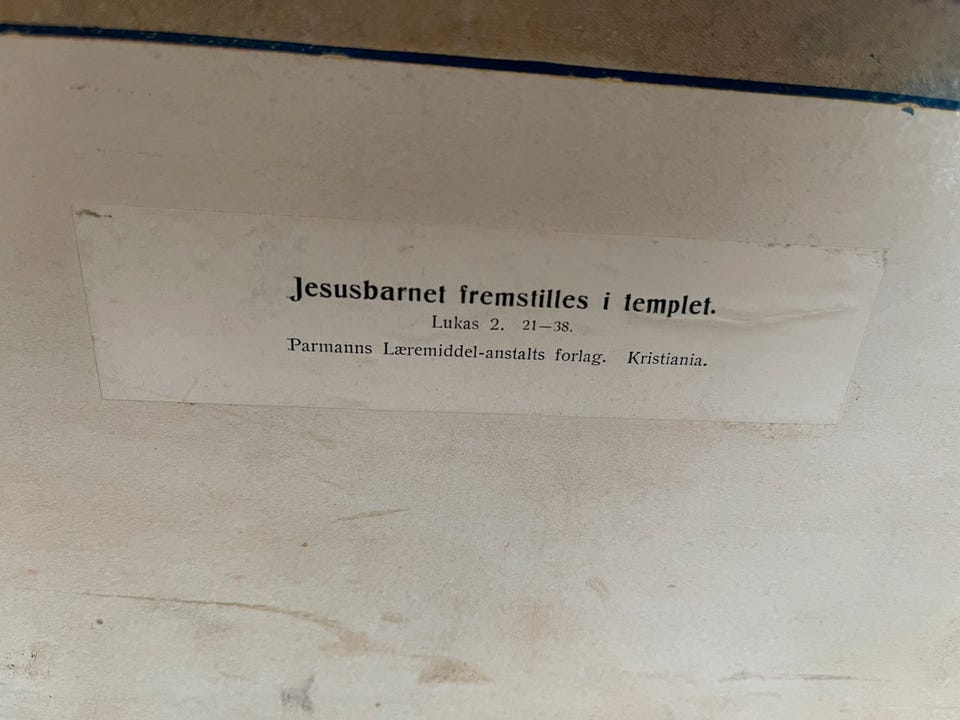 Jesusbarnet fremstilles i templet.
Lukas 2. 21—38.
Parmanns Læremiddel-anstalts forlag. Kristiania.